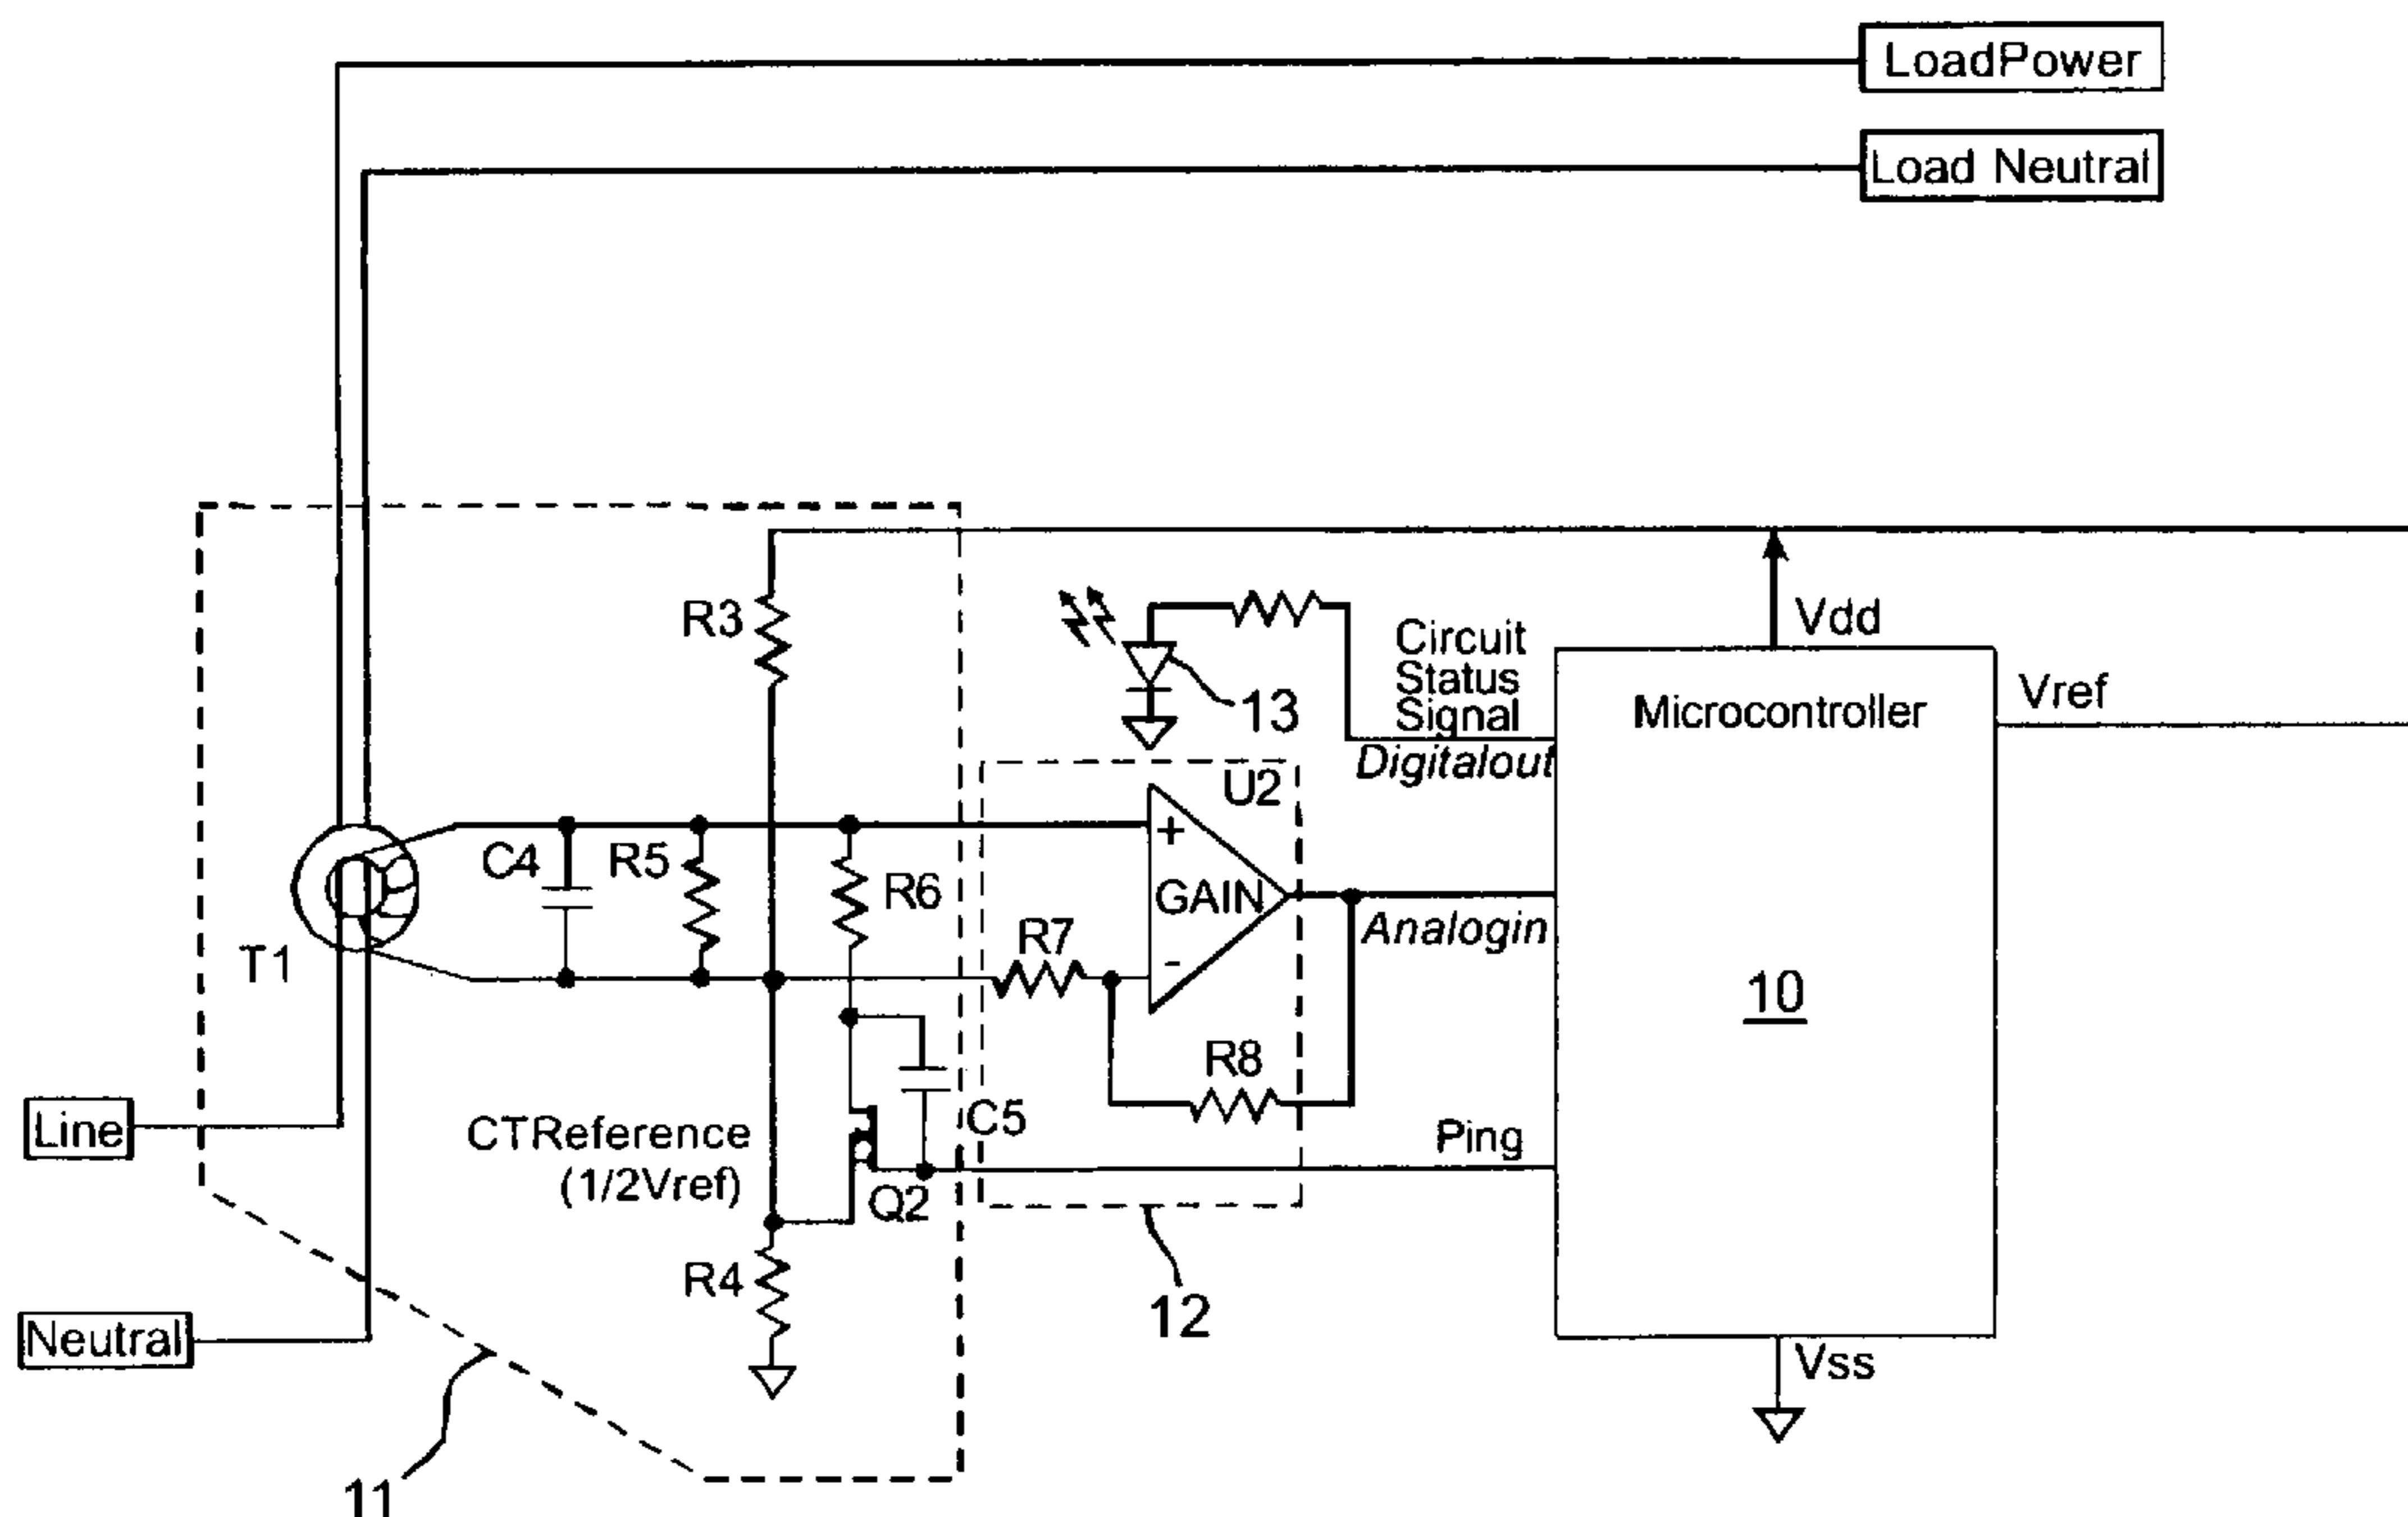 LoadPower
Load Neutral
R3
Circuit
Status
Signal
Digitalout
Vdd
Vref
Microcontroller
13
U2
C4
R5
R6
+
GAIN
-
R7
Analogin
T1
10
R8
Line
CTReference
(1/2Vref)
C5
Ping
Q2
R4
12
Neutral
Vss
11